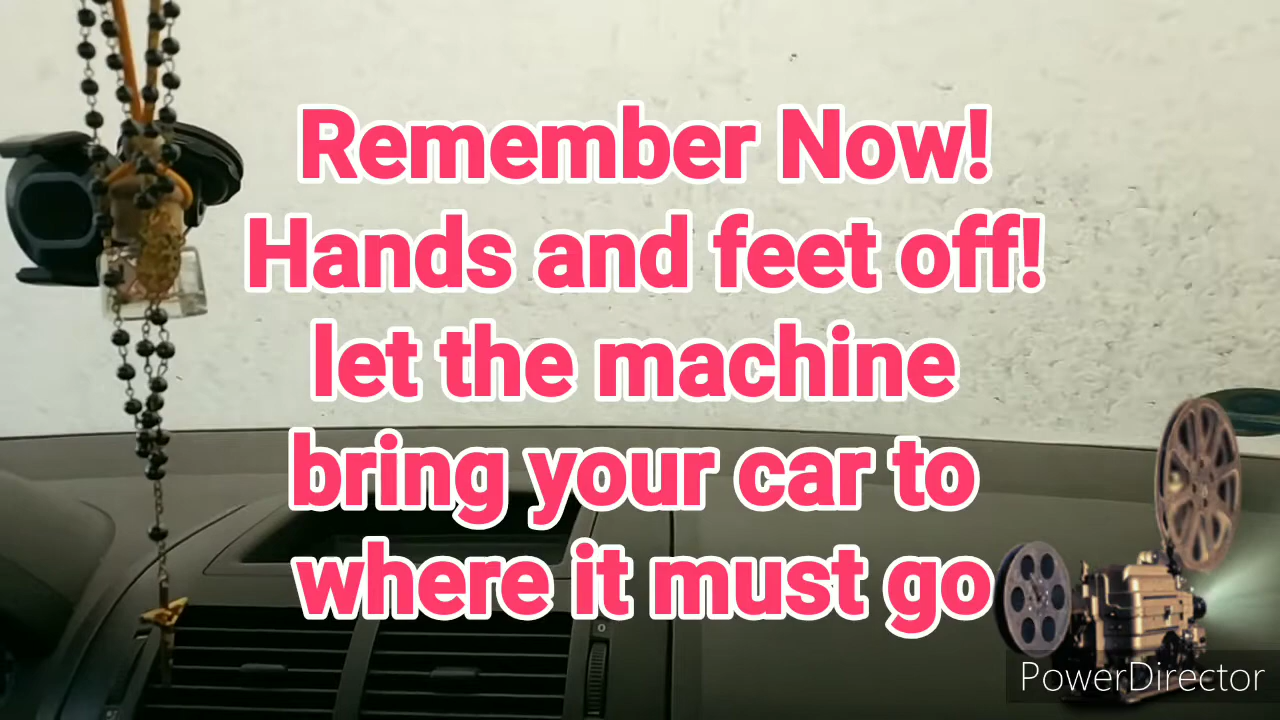 Remember Now!
Hands and feet off!
let the machine
bring your car to
where it must go
PowerDirector